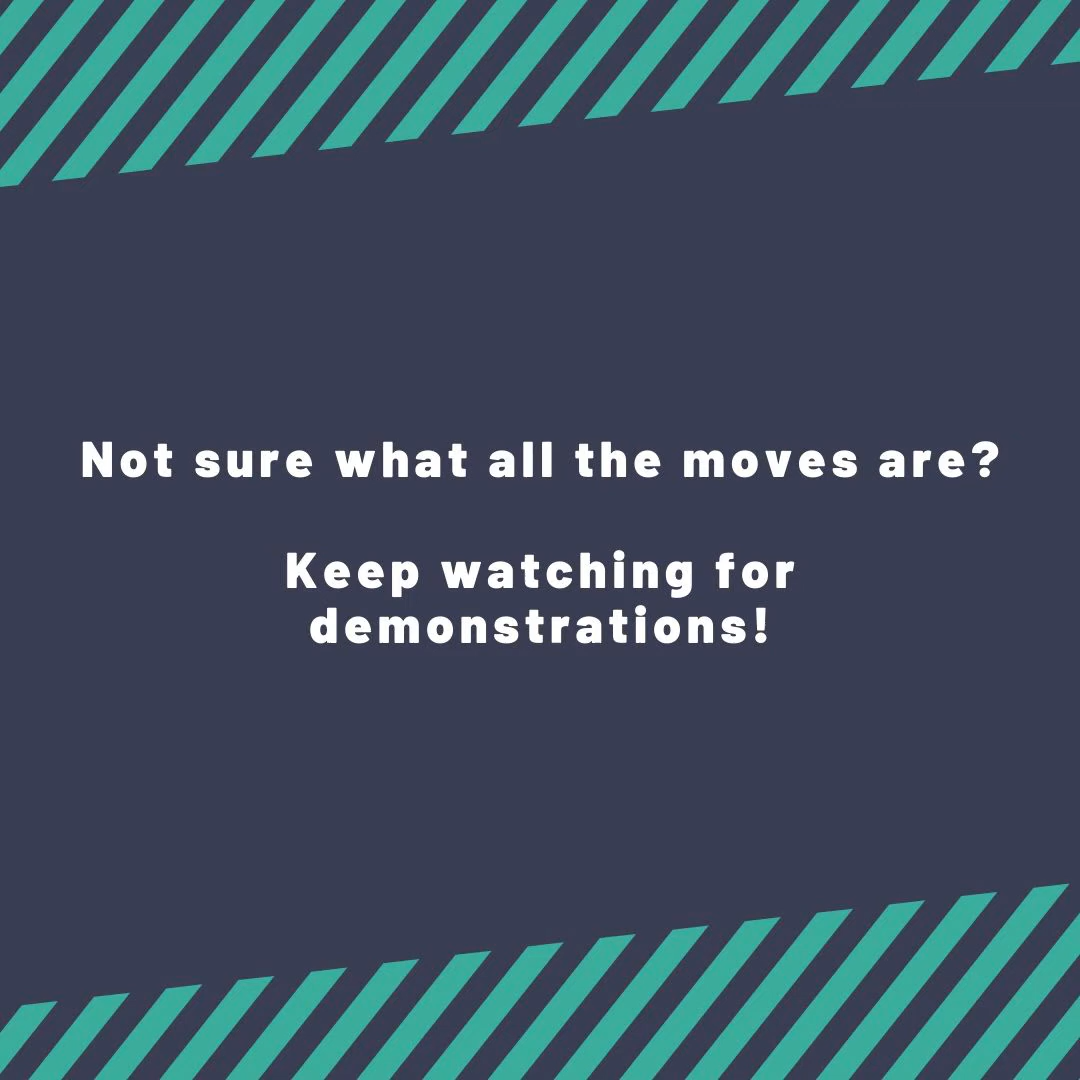 Not sure what all the moves are?
Keep watching for
demonstrations!